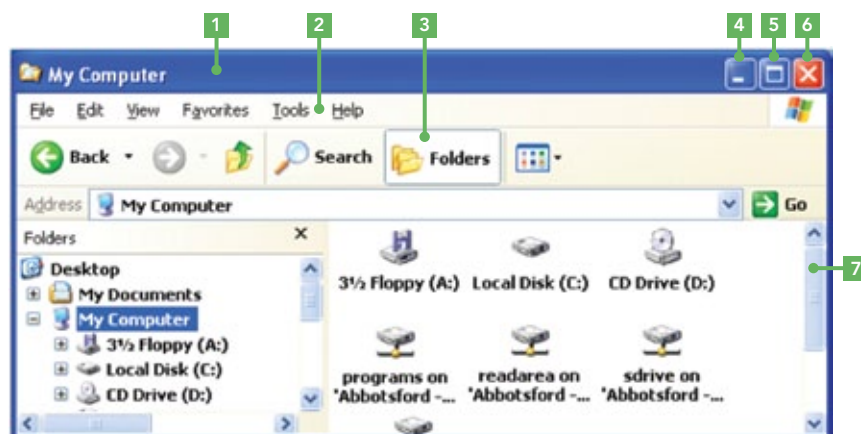 1 2 3 4 5 6
My Computer
File Edit View Favorites Tools Help
Back Search Folders
Address My Computer Go
Folders ×
Desktop
My Documents
My Computer
3½ Floppy (A:)
Local Disk (C:)
CD Drive (D:)
3½ Floppy (A:) Local Disk (C:) CD Drive (D:)
7
programs on readarea on sdrive on
'Abbotsford -... 'Abbotsford -... 'Abbotsford -...